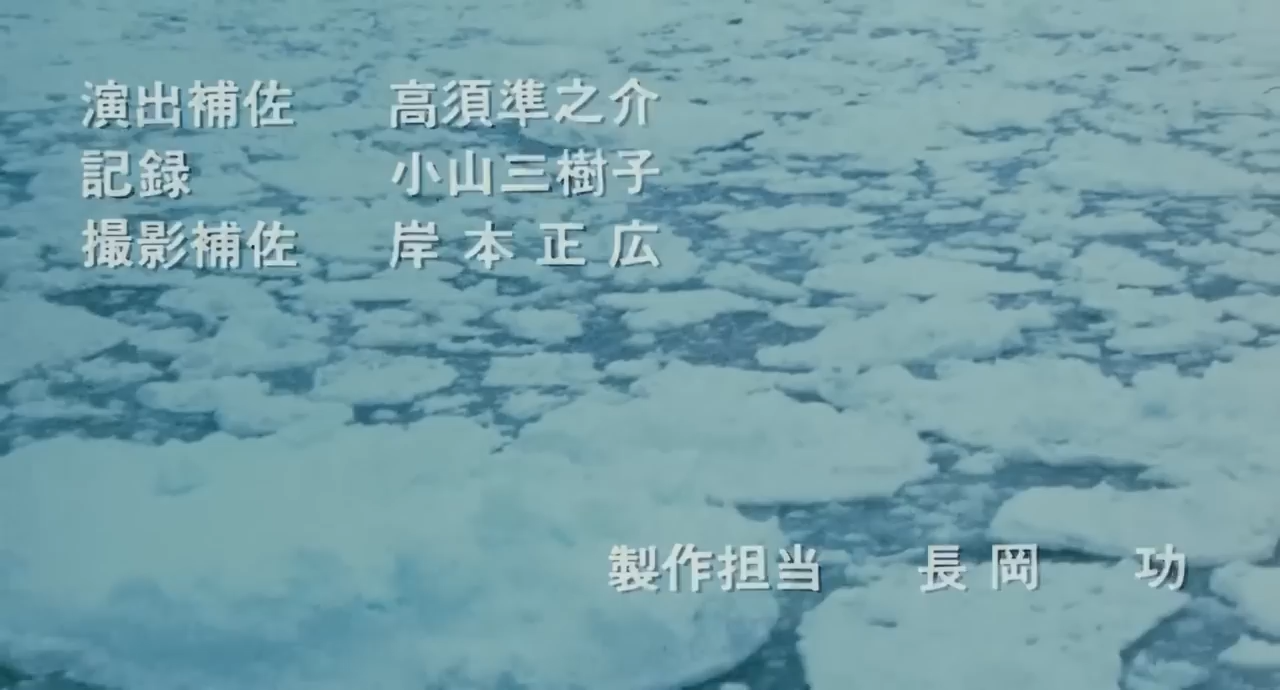 演出補佐 高須準之介
記録 小山三樹子
撮影補佐 岸本正広
製作担当 長岡 功